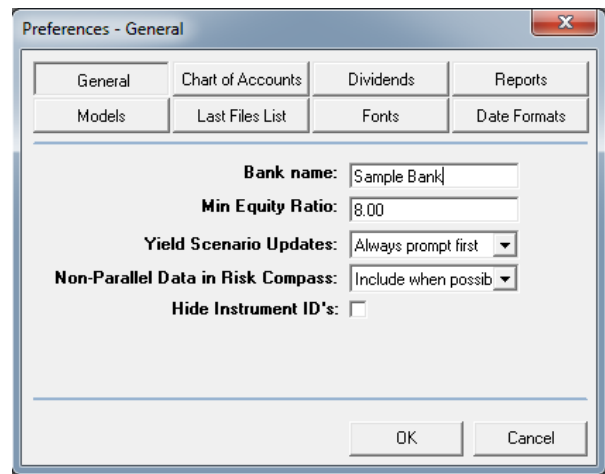 Preferences - General
General Chart of Accounts Dividends Reports
Models Last Files List Fonts Date Formats
Bank name: Sample Bank
Min Equity Ratio: 8.00
Yield Scenario Updates: Always prompt first
Non-Parallel Data in Risk Compass: Include when possib
Hide Instrument ID's:
OK Cancel